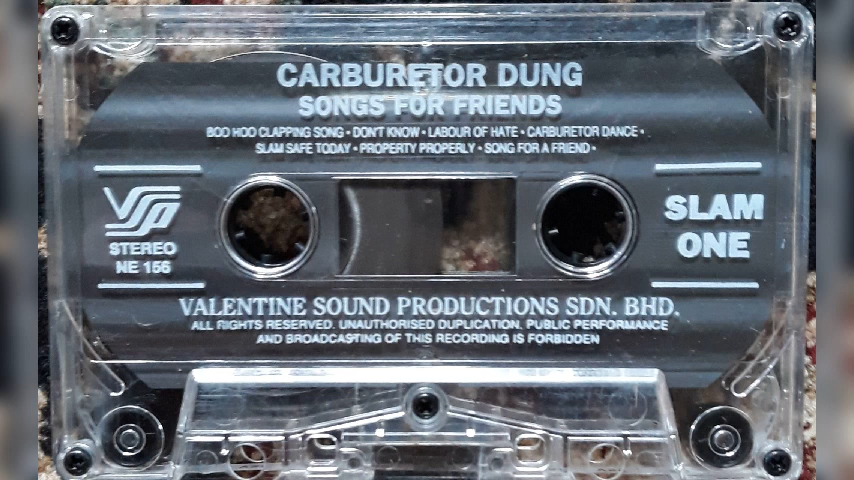 CARBURETOR DUNG
SONGS FOR FRIENDS
BOO HOO CLAPPING SONG • DON'T KNOW • LABOUR OF HATE • CARBURETOR DANCE •
SLAM SAFE TODAY • PROPERTY PROPERLY • SONG FOR A FRIEND •
VSP
STEREO
NE 156
SLAM
ONE
VALENTINE SOUND PRODUCTIONS SDN. BHD.
ALL RIGHTS RESERVED. UNAUTHORISED DUPLICATION, PUBLIC PERFORMANCE
AND BROADCASTING OF THIS RECORDING IS FORBIDDEN